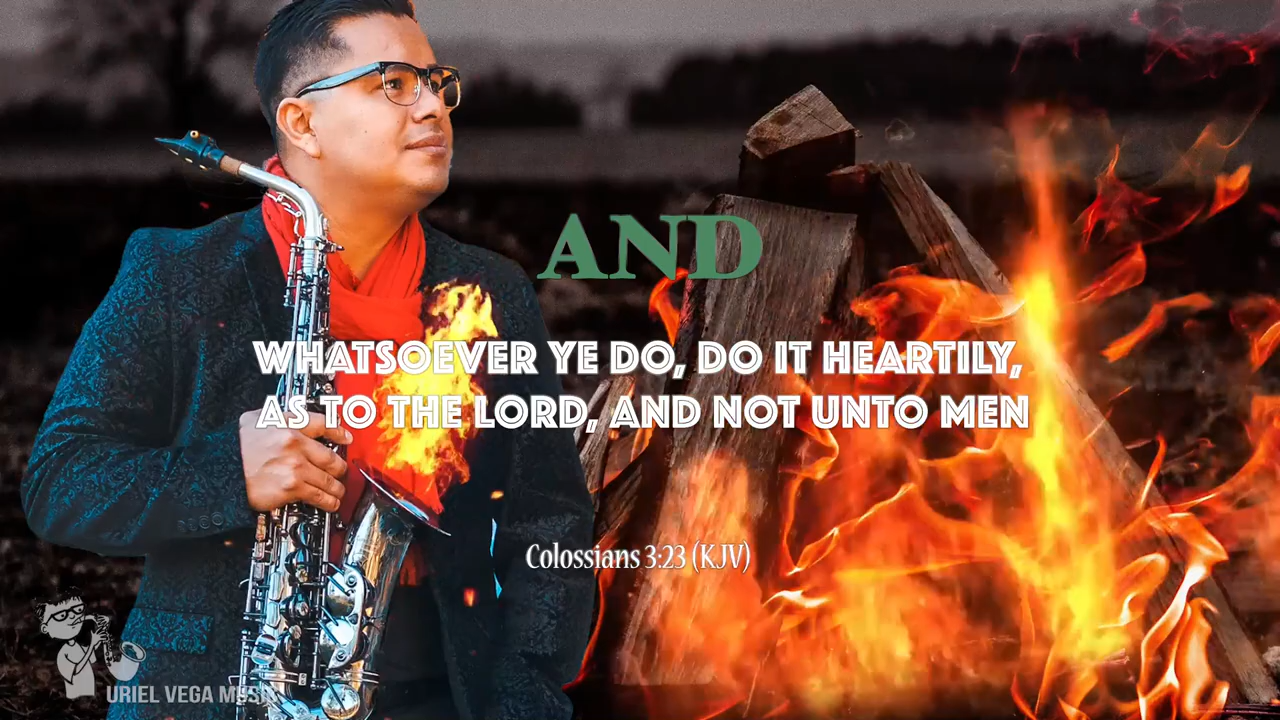 AND
WHATSOEVER YE DO, DO IT HEARTILY,
AS TO THE LORD, AND NOT UNTO MEN
Colossians 3:23 (KJV)
URIEL VEGA MUSIC